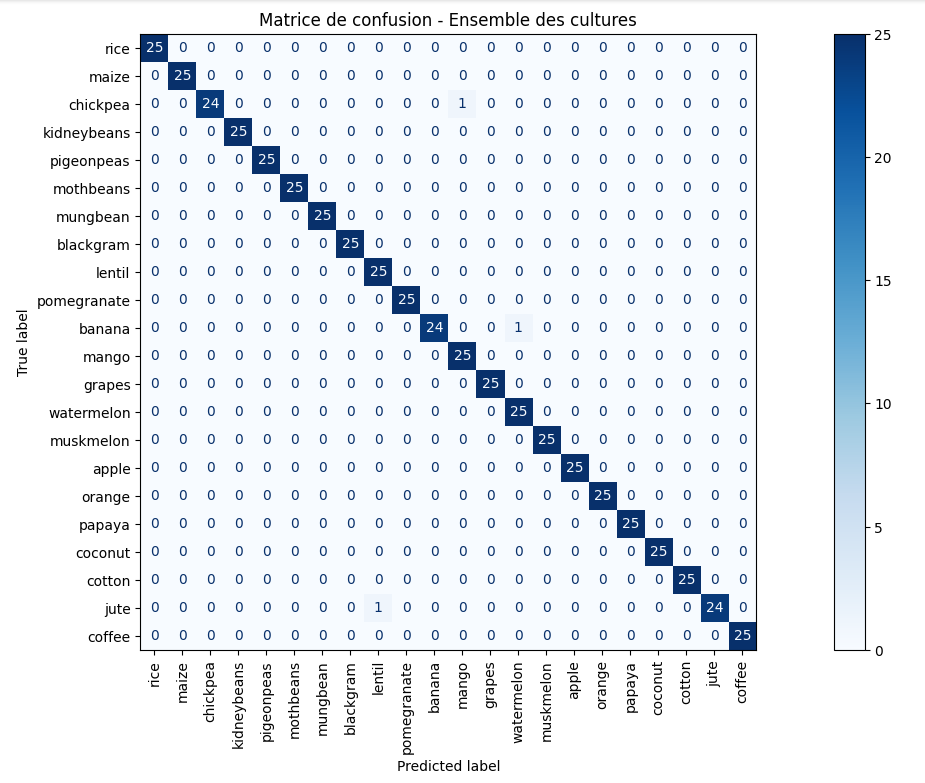 Matrice de confusion - Ensemble des cultures
rice 25 0 0 0 0 0 0 0 0 0 0 0 0 0 0 0 0 0 0 0 0 0
maize 0 25 0 0 0 0 0 0 0 0 0 0 0 0 0 0 0 0 0 0 0 0
chickpea 0 0 24 0 0 0 0 0 0 0 0 1 0 0 0 0 0 0 0 0 0 0
kidneybeans 0 0 0 25 0 0 0 0 0 0 0 0 0 0 0 0 0 0 0 0 0 0
pigeonpeas 0 0 0 0 25 0 0 0 0 0 0 0 0 0 0 0 0 0 0 0 0 0
mothbeans 0 0 0 0 0 25 0 0 0 0 0 0 0 0 0 0 0 0 0 0 0 0
mungbean 0 0 0 0 0 0 25 0 0 0 0 0 0 0 0 0 0 0 0 0 0 0
blackgram 0 0 0 0 0 0 0 25 0 0 0 0 0 0 0 0 0 0 0 0 0 0
lentil 0 0 0 0 0 0 0 0 25 0 0 0 0 0 0 0 0 0 0 0 0 0
pomegranate 0 0 0 0 0 0 0 0 0 25 0 0 0 0 0 0 0 0 0 0 0 0
banana 0 0 0 0 0 0 0 0 0 0 24 0 0 1 0 0 0 0 0 0 0 0
mango 0 0 0 0 0 0 0 0 0 0 0 25 0 0 0 0 0 0 0 0 0 0
grapes 0 0 0 0 0 0 0 0 0 0 0 0 25 0 0 0 0 0 0 0 0 0
watermelon 0 0 0 0 0 0 0 0 0 0 0 0 0 25 0 0 0 0 0 0 0 0
muskmelon 0 0 0 0 0 0 0 0 0 0 0 0 0 0 25 0 0 0 0 0 0 0
apple 0 0 0 0 0 0 0 0 0 0 0 0 0 0 0 25 0 0 0 0 0 0
orange 0 0 0 0 0 0 0 0 0 0 0 0 0 0 0 0 25 0 0 0 0 0
papaya 0 0 0 0 0 0 0 0 0 0 0 0 0 0 0 0 0 25 0 0 0 0
coconut 0 0 0 0 0 0 0 0 0 0 0 0 0 0 0 0 0 0 25 0 0 0
cotton 0 0 0 0 0 0 0 0 0 0 0 0 0 0 0 0 0 0 0 25 0 0
jute 0 0 0 0 0 0 0 0 1 0 0 0 0 0 0 0 0 0 0 0 24 0
coffee 0 0 0 0 0 0 0 0 0 0 0 0 0 0 0 0 0 0 0 0 0 25
True label
rice maize chickpea kidneybeans pigeonpeas mothbeans mungbean blackgram lentil pomegranate banana mango grapes watermelon muskmelon apple orange papaya coconut cotton jute coffee
Predicted label
25
20
15
10
5
0